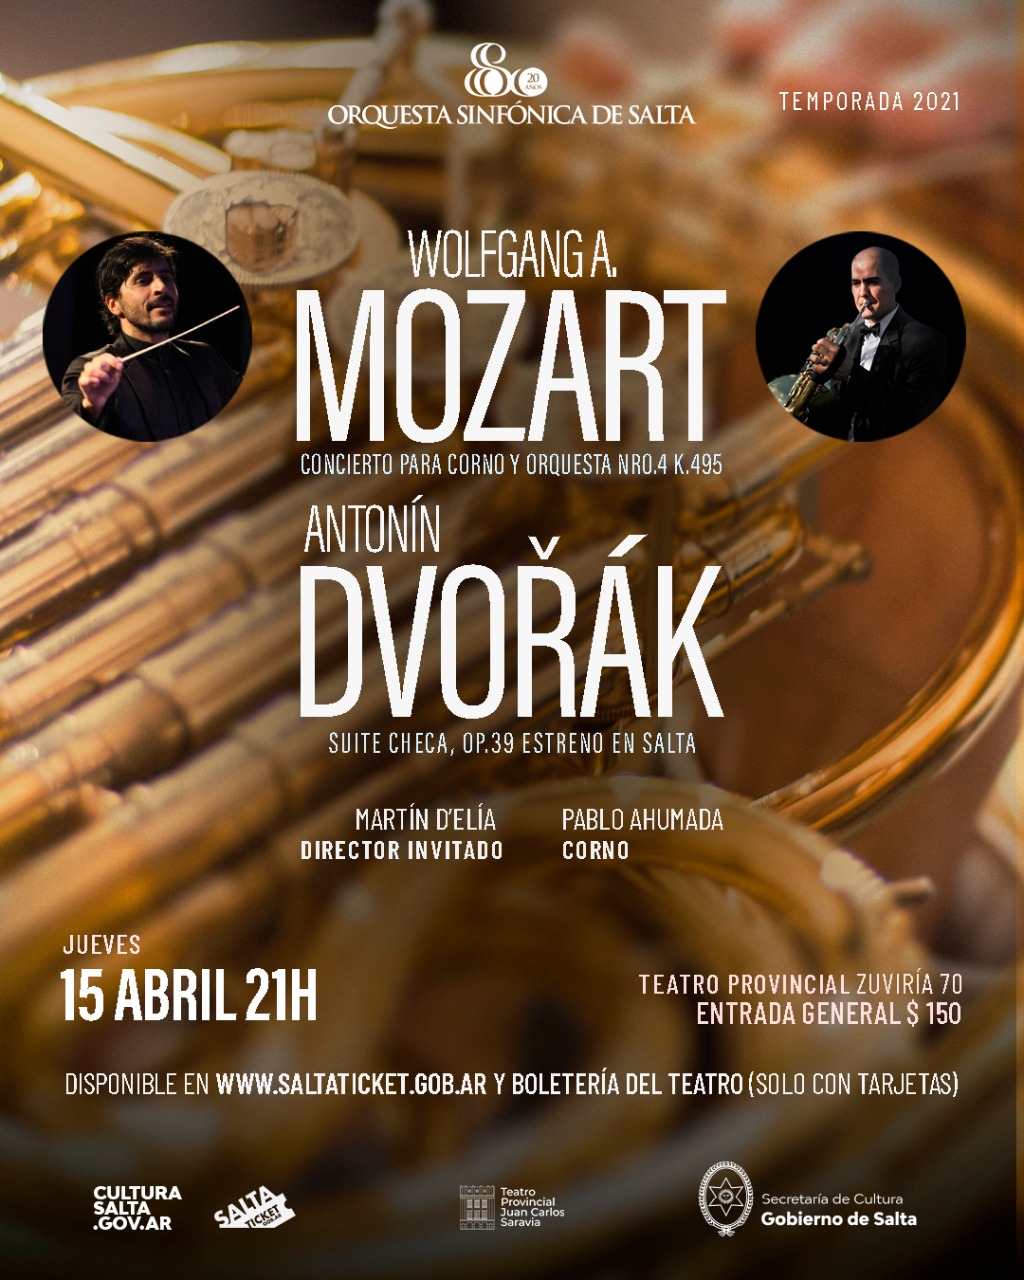 20
AÑOS
ORQUESTA SINFÓNICA DE SALTA
TEMPORADA 2021
WOLFGANG A.
MOZART
CONCIERTO PARA CORNO Y ORQUESTA NRO.4 K.495
ANTONÍN
DVOŘÁK
SUITE CHECA, OP.39 ESTRENO EN SALTA
MARTÍN D'ELÍA
DIRECTOR INVITADO
PABLO AHUMADA
CORNO
JUEVES
15 ABRIL 21H
TEATRO PROVINCIAL ZUVIRÍA 70
ENTRADA GENERAL $ 150
DISPONIBLE EN WWW.SALTATICKET.GOB.AR Y BOLETERÍA DEL TEATRO (SOLO CON TARJETAS)
CULTURA
SALTA
.GOV.AR
SALTA
TICKET
Teatro
Provincial
Juan Carlos
Saravia
Secretaría de Cultura
Gobierno de Salta